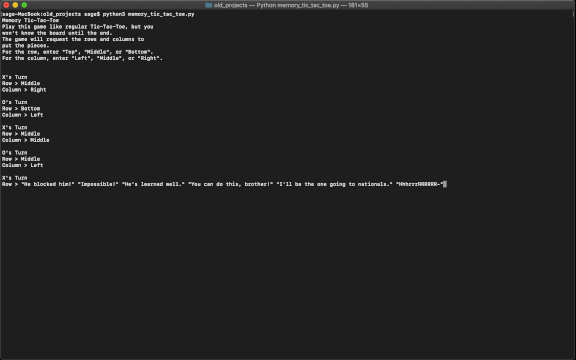 old_projects — Python memory_tic_tac_toe.py — 181×55
sage-MacBook:old_projects sage$ python3 memory_tic_tac_toe.py
Memory Tic-Tac-Toe
Play this game like regular Tic-Tac-Toe, but you
won't know the board until the end.
The game will request the rows and columns to
put the pieces.
For the row, enter "Top", "Middle", or "Bottom".
For the column, enter "Left", "Middle", or "Right".
X's Turn
Row > Middle
Column > Right
O's Turn
Row > Bottom
Column > Left
X's Turn
Row > Middle
Column > Middle
O's Turn
Row > Middle
Column > Left
X's Turn
Row > "He blocked him!" "Impossible!" "He's learned well." "You can do this, brother!" "I'll be the one going to nationals." "HhhrrrRRRRRR~"